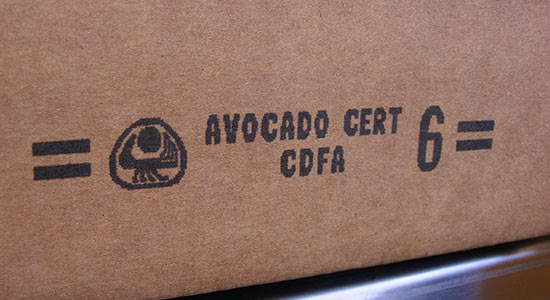 = AVOCADO CERT 6 =
CDFA